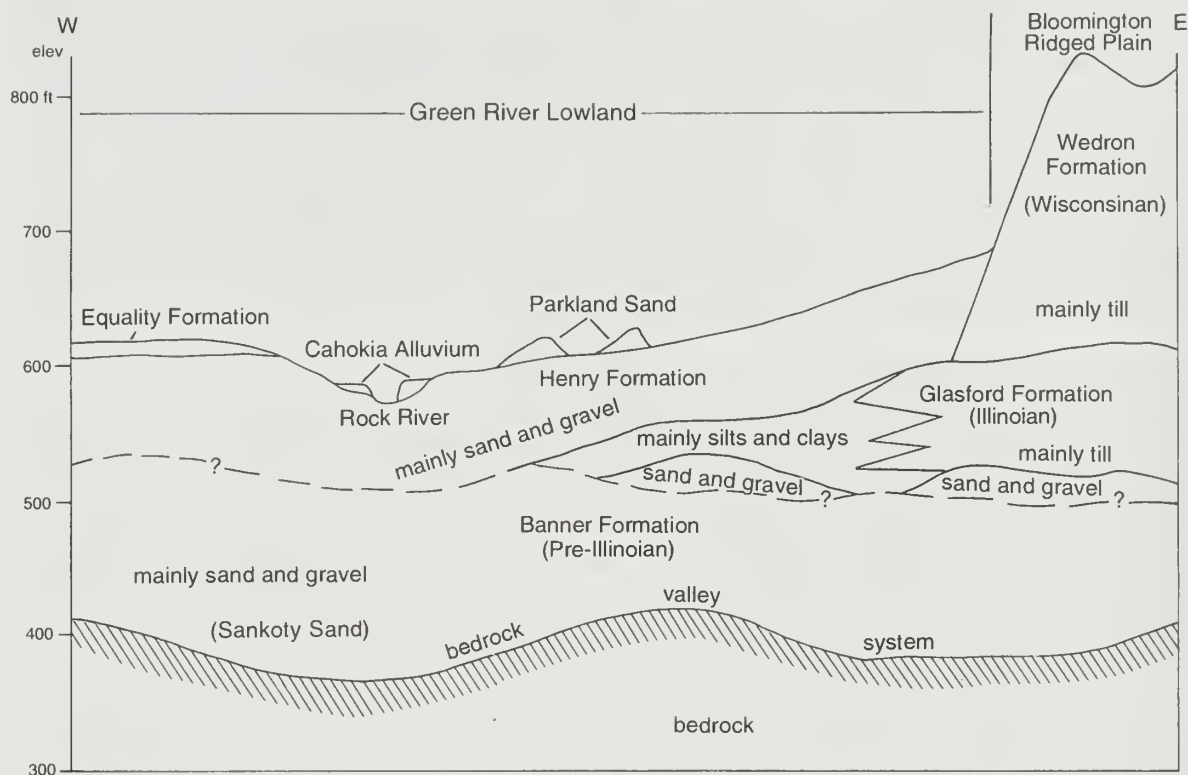 W
elev
Bloomington
Ridged Plain
E
800 ft
Green River Lowland
Wedron
Formation
(Wisconsinan)
700
Parkland Sand
mainly till
Equality Formation
Cahokia Alluvium
600
Henry Formation
Glasford Formation
(Illinoian)
Rock River
mainly sand and gravel
mainly silts and clays
mainly till
?
sand and gravel
?
sand and gravel
?
500
Banner Formation
(Pre-Illinoian)
mainly sand and gravel
valley
(Sankoty Sand)
400
bedrock
system
bedrock
300